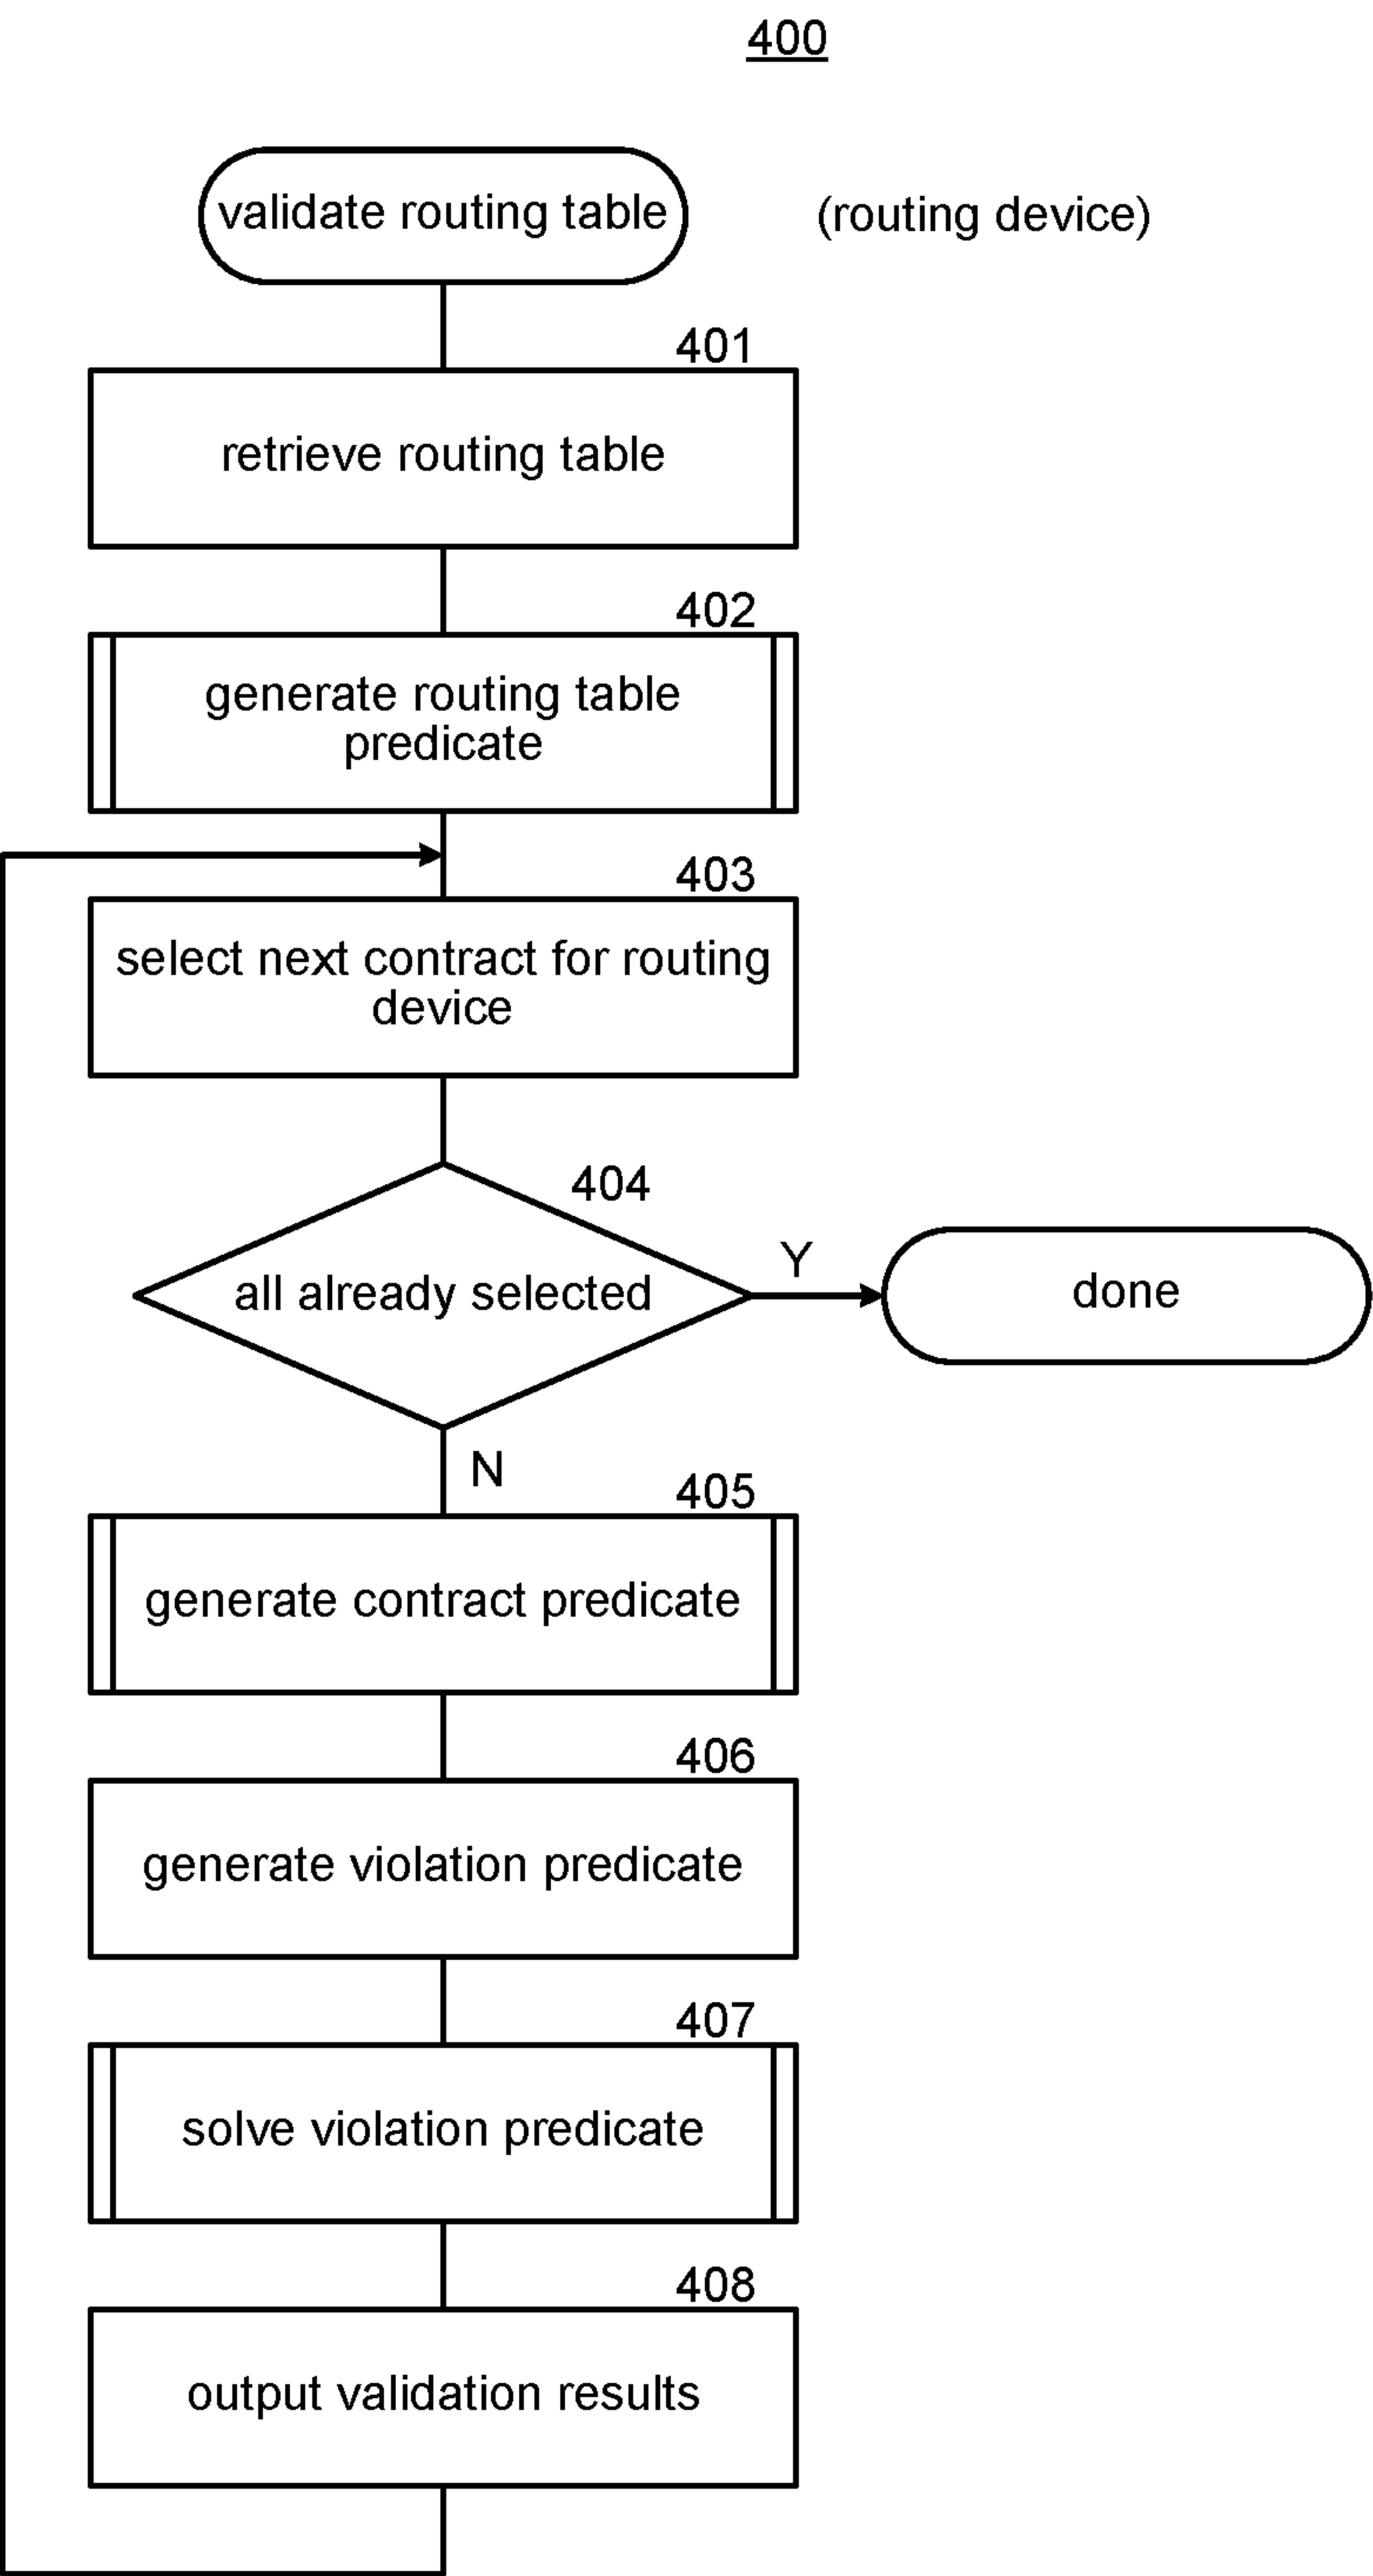 400
validate routing table
(routing device)
401
retrieve routing table
402
generate routing table
predicate
403
select next contract for routing
device
404
all already selected
Y
done
N
405
generate contract predicate
406
generate violation predicate
407
solve violation predicate
408
output validation results